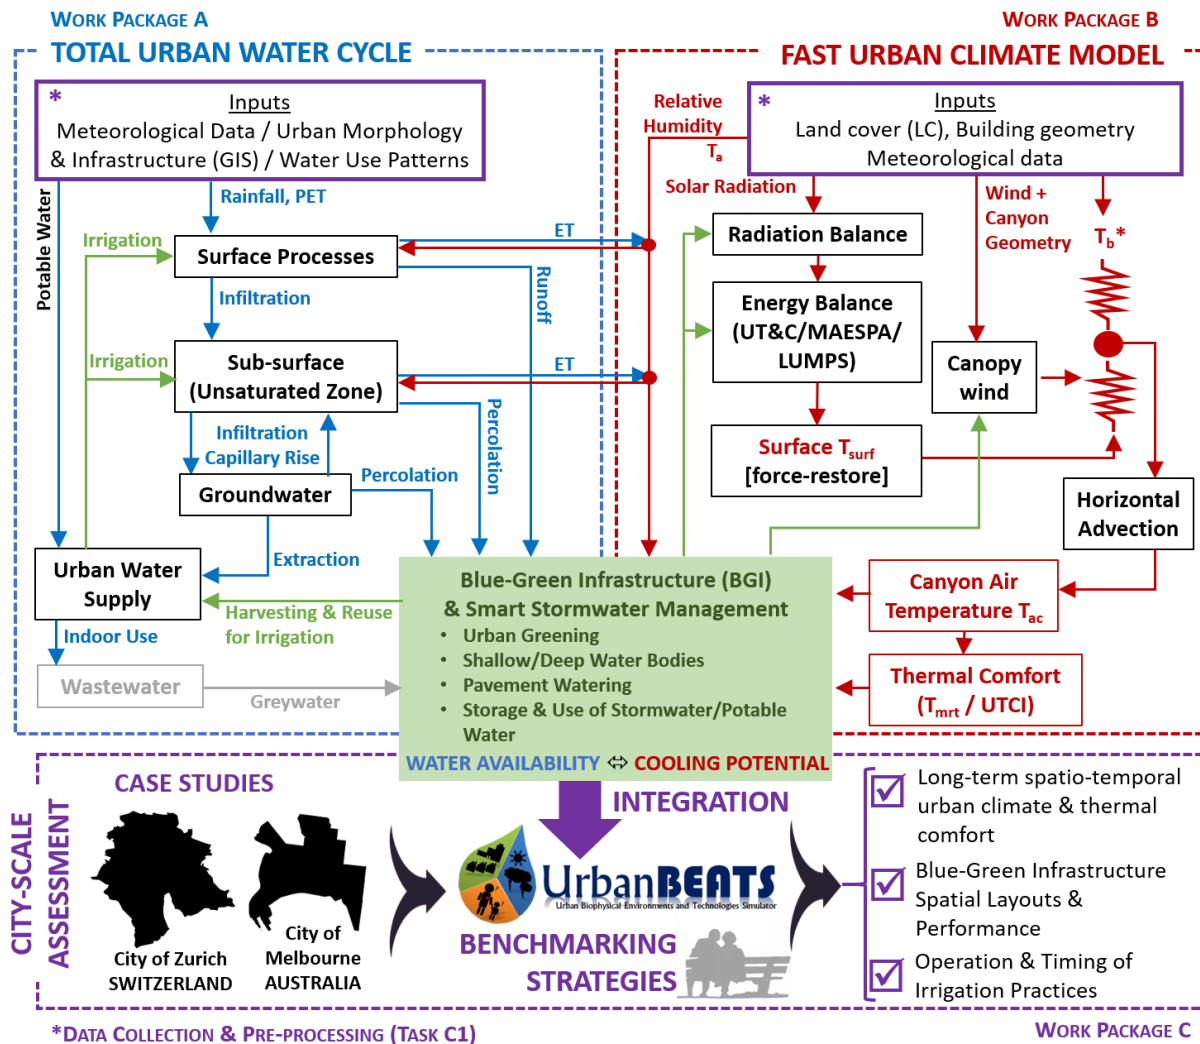 WORK PACKAGE A
TOTAL URBAN WATER CYCLE
* Inputs
Meteorological Data / Urban Morphology
& Infrastructure (GIS) / Water Use Patterns
Potable Water
Rainfall, PET
Irrigation
Surface Processes
ET
Runoff
Infiltration
Irrigation
Sub-surface
(Unsaturated Zone)
ET
Percolation
Infiltration
Capillary Rise
Groundwater
Percolation
Extraction
Urban Water
Supply
Harvesting & Reuse
for Irrigation
Indoor Use
Wastewater
Greywater
WORK PACKAGE B
FAST URBAN CLIMATE MODEL
* Inputs
Land cover (LC), Building geometry
Meteorological data
Relative
Humidity
Ta
Solar Radiation
Wind +
Canyon
Geometry
Tb*
Radiation Balance
Energy Balance
(UT&C/MAESPA/
LUMPS)
Canopy
wind
Surface Tsurf
[force-restore]
Horizontal
Advection
Canyon Air
Temperature Tac
Thermal Comfort
(Tmrt / UTCI)
Blue-Green Infrastructure (BGI)
& Smart Stormwater Management
• Urban Greening
• Shallow/Deep Water Bodies
• Pavement Watering
• Storage & Use of Stormwater/Potable
Water
WATER AVAILABILITY ⇔ COOLING POTENTIAL
CITY-SCALE
ASSESSMENT
CASE STUDIES
City of Zurich
SWITZERLAND
City of
Melbourne
AUSTRALIA
INTEGRATION
UrbanBEATS
Urban Biophysical Environments and Technologies Simulator
BENCHMARKING
STRATEGIES
Long-term spatio-temporal
urban climate & thermal
comfort
Blue-Green Infrastructure
Spatial Layouts &
Performance
Operation & Timing of
Irrigation Practices
*DATA COLLECTION & PRE-PROCESSING (TASK C1)
WORK PACKAGE C